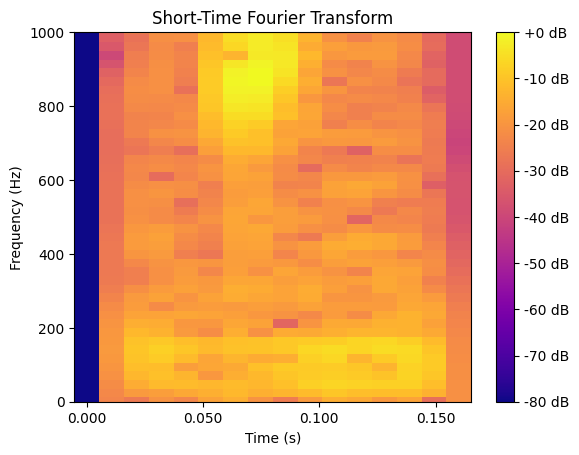 Short-Time Fourier Transform
1000
800
600
400
200
0
Frequency (Hz)
0.000
0.050
0.100
0.150
Time (s)
+0 dB
-10 dB
-20 dB
-30 dB
-40 dB
-50 dB
-60 dB
-70 dB
-80 dB